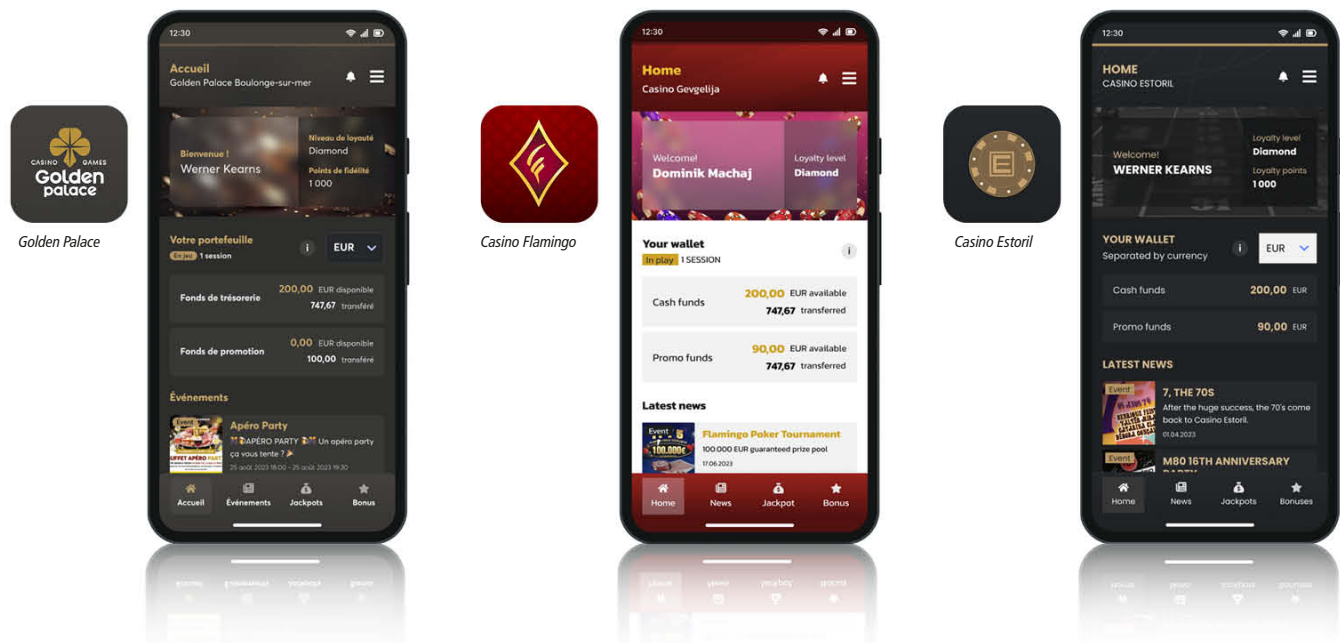 CASINO GAMES
Golden
palace
Golden Palace
12:30
Accueil
Golden Palace Boulonge-sur-mer
Bienvenue !
Werner Kearns
Niveau de loyauté
Diamond
Points de fidélité
1 000
Votre portefeuille
En jeu 1 session
i
EUR
Fonds de trésorerie
200,00 EUR disponible
747,67 transféré
Fonds de promotion
0,00 EUR disponible
100,00 transféré
Événements
Event
BUFFET APÉRO PARTY
Apéro Party
APÉRO PARTY Un apéro party
ça vous tente ?
25 août 2023 18:00 - 25 août 2023 19:30
Accueil
Événements
Jackpots
Bonus
Casino Flamingo
12:30
Home
Casino Gevgelija
Welcome!
Dominik Machaj
Loyalty level
Diamond
Your wallet
In play 1 SESSION
i
Cash funds
200,00 EUR available
747,67 transferred
Promo funds
90,00 EUR available
747,67 transferred
Latest news
Event
100.000€
Flamingo Poker Tournament
100.000 EUR guaranteed prize pool
17.06.2023
Home
News
Jackpot
Bonus
E
Casino Estoril
12:30
HOME
CASINO ESTORIL
Welcome!
WERNER KEARNS
Loyalty level
Diamond
Loyalty points
1 000
YOUR WALLET
Separated by currency
i
EUR
Cash funds
200,00 EUR
Promo funds
90,00 EUR
LATEST NEWS
Event
7, THE 70S
After the huge success, the 70's come
back to Casino Estoril.
01.04.2023
Event
M80 16TH ANNIVERSARY
PARTY
Home
News
Jackpots
Bonuses